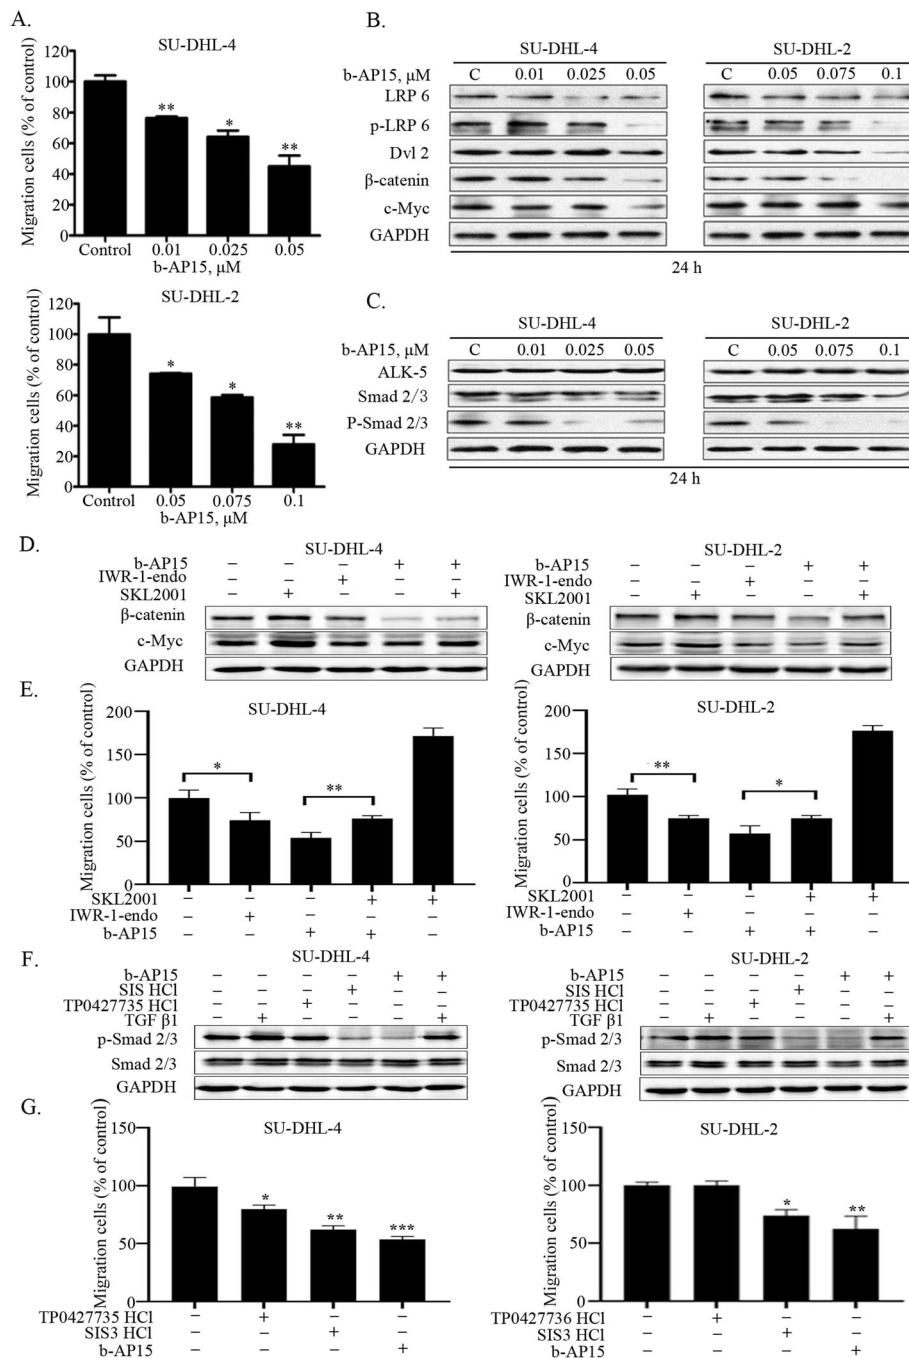 A.
SU-DHL-4
Migration cells (% of control)
120
100
80
60
40
20
0
**
*
**
Control 0.01 0.025 0.05
b-AP15, μM
SU-DHL-2
Migration cells (% of control)
120
100
80
60
40
20
0
*
*
**
Control 0.05 0.075 0.1
b-AP15, μM
B.
SU-DHL-4 SU-DHL-2
b-AP15, μM C 0.01 0.025 0.05 C 0.05 0.075 0.1
LRP 6
p-LRP 6
Dvl 2
β-catenin
c-Myc
GAPDH
24 h
C.
SU-DHL-4 SU-DHL-2
b-AP15, μM C 0.01 0.025 0.05 C 0.05 0.075 0.1
ALK-5
Smad 2/3
P-Smad 2/3
GAPDH
24 h
D.
SU-DHL-4
b-AP15 – – – + +
IWR-1-endo – – + – –
SKL2001 – + – – +
β-catenin
c-Myc
GAPDH
SU-DHL-2
b-AP15 – – – + +
IWR-1-endo – – + – –
SKL2001 – + – – +
β-catenin
c-Myc
GAPDH
E.
SU-DHL-4
Migration cells (% of control)
200
150
100
50
0
*
**
SKL2001 – – – + +
IWR-1-endo – + – – –
b-AP15 – – + + –
SU-DHL-2
Migration cells (% of control)
200
150
100
50
0
**
*
SKL2001 – – – + +
IWR-1-endo – + – – –
b-AP15 – – + + –
F.
SU-DHL-4
b-AP15 – – – – + +
SIS HCl – – – + – –
TP0427735 HCl – – + – – –
TGF β1 – + – – – +
p-Smad 2/3
Smad 2/3
GAPDH
SU-DHL-2
b-AP15 – – – – + +
SIS HCl – – – + – –
TP0427735 HCl – – + – – –
TGF β1 – + – – – +
p-Smad 2/3
Smad 2/3
GAPDH
G.
SU-DHL-4
Migration cells (% of control)
150
100
50
0
*
**
***
TP0427735 HCl – + – –
SIS3 HCl – – + –
b-AP15 – – – +
SU-DHL-2
Migration cells (% of control)
150
100
50
0
*
**
TP0427736 HCl – + – –
SIS3 HCl – – + –
b-AP15 – – – +